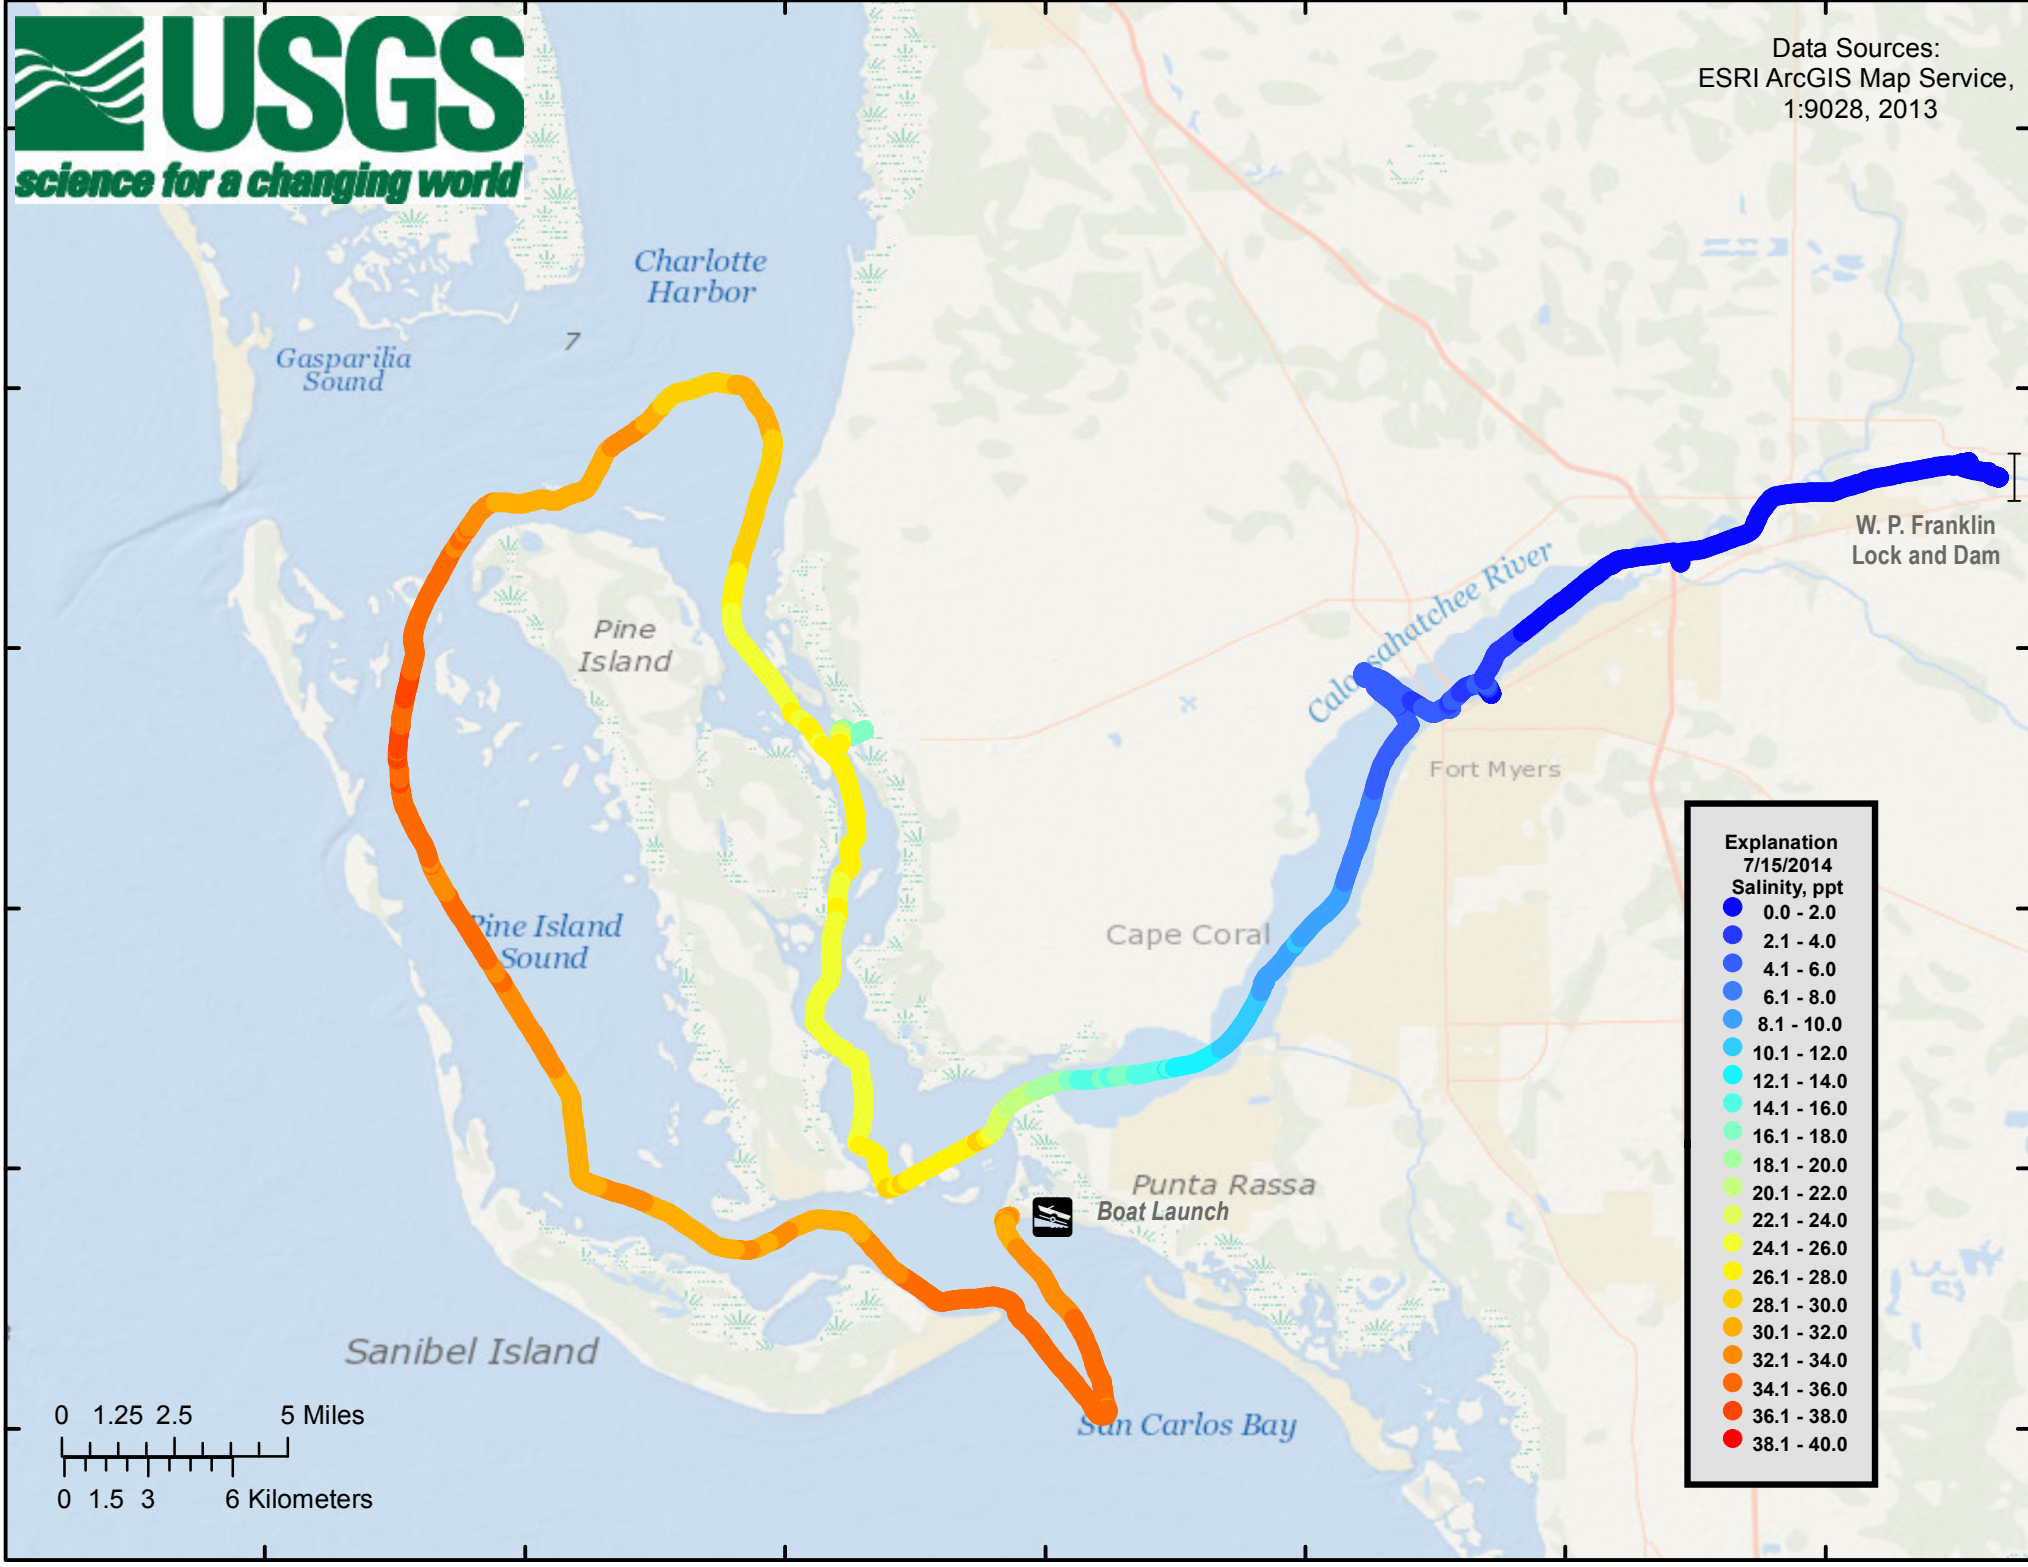 USGS
science for a changing world
Data Sources:
ESRI ArcGIS Map Service,
1:9028, 2013
Charlotte
Harbor
7
Gasparilla
Sound
W. P. Franklin
Lock and Dam
Caloosahatchee River
Pine
Island
Fort Myers
Pine Island
Sound
Cape Coral
Punta Rassa
Boat Launch
Sanibel Island
San Carlos Bay
Explanation
7/15/2014
Salinity, ppt
0.0 - 2.0
2.1 - 4.0
4.1 - 6.0
6.1 - 8.0
8.1 - 10.0
10.1 - 12.0
12.1 - 14.0
14.1 - 16.0
16.1 - 18.0
18.1 - 20.0
20.1 - 22.0
22.1 - 24.0
24.1 - 26.0
26.1 - 28.0
28.1 - 30.0
30.1 - 32.0
32.1 - 34.0
34.1 - 36.0
36.1 - 38.0
38.1 - 40.0
0 1.25 2.5 5 Miles
0 1.5 3 6 Kilometers